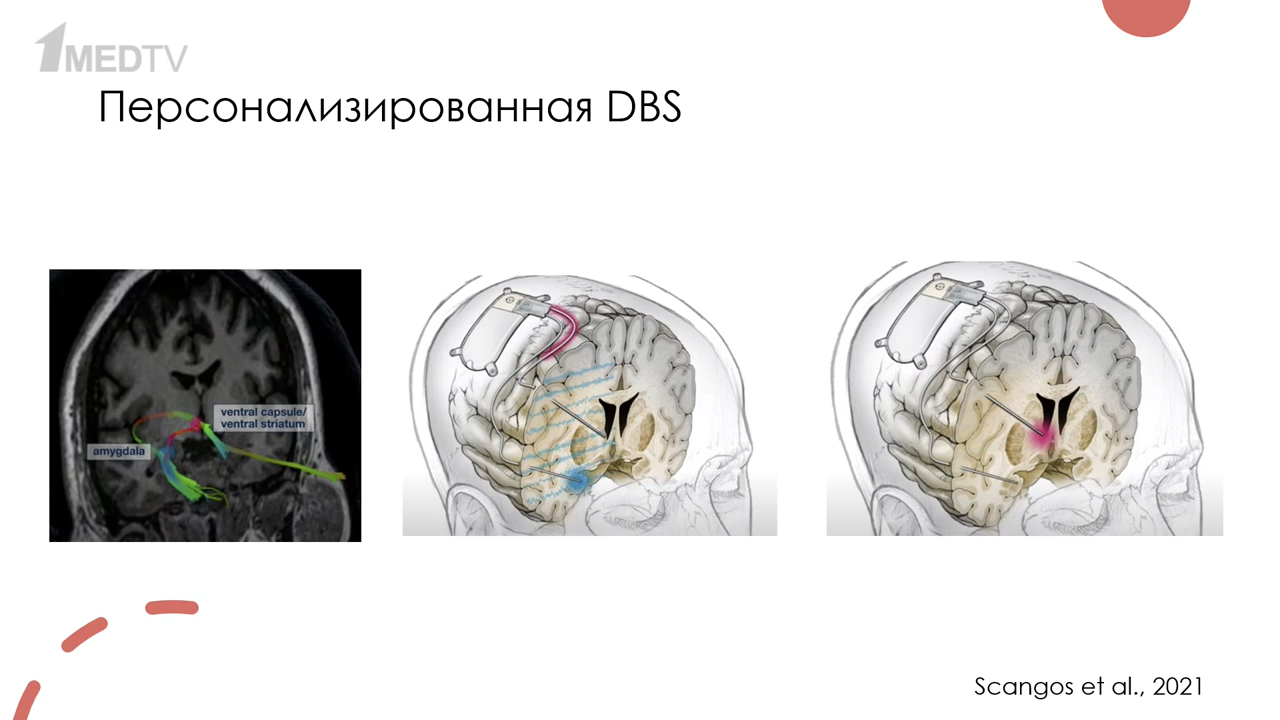 1MEDTV
Персонализированная DBS
ventral capsule/
ventral striatum
amygdala
Scangos et al., 2021